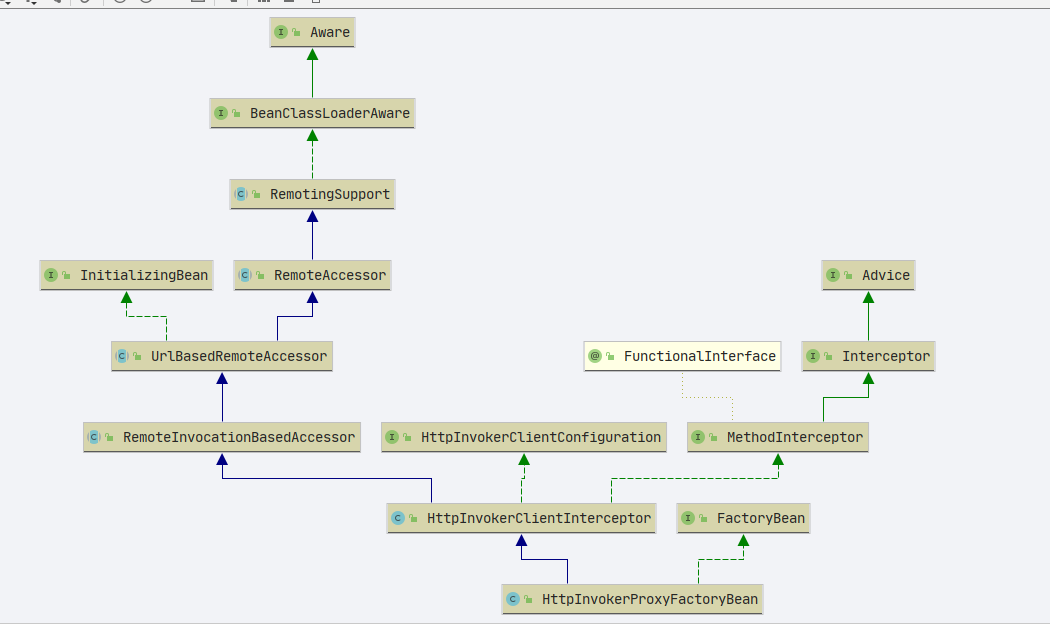 Aware
BeanClassLoaderAware
RemotingSupport
InitializingBean
RemoteAccessor
Advice
UrlBasedRemoteAccessor
FunctionalInterface
Interceptor
RemoteInvocationBasedAccessor
HttpInvokerClientConfiguration
MethodInterceptor
HttpInvokerClientInterceptor
FactoryBean
HttpInvokerProxyFactoryBean